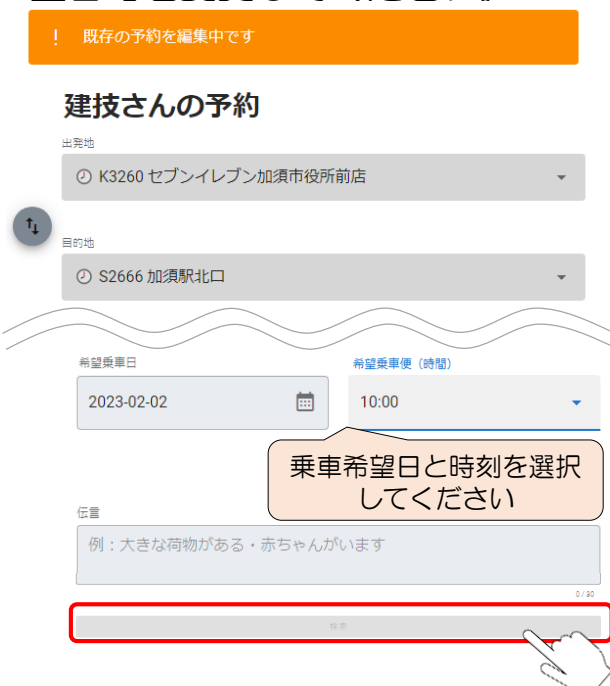 ! 既存の予約を編集中です
建技さんの予約
出発地
K3260 セブンイレブン加須市役所前店
目的地
S2666 加須駅北口
希望乗車日
希望乗車便（時間）
2023-02-02
10:00
乗車希望日と時刻を選択
してください
伝言
例：大きな荷物がある・赤ちゃんがいます
0/90
検索